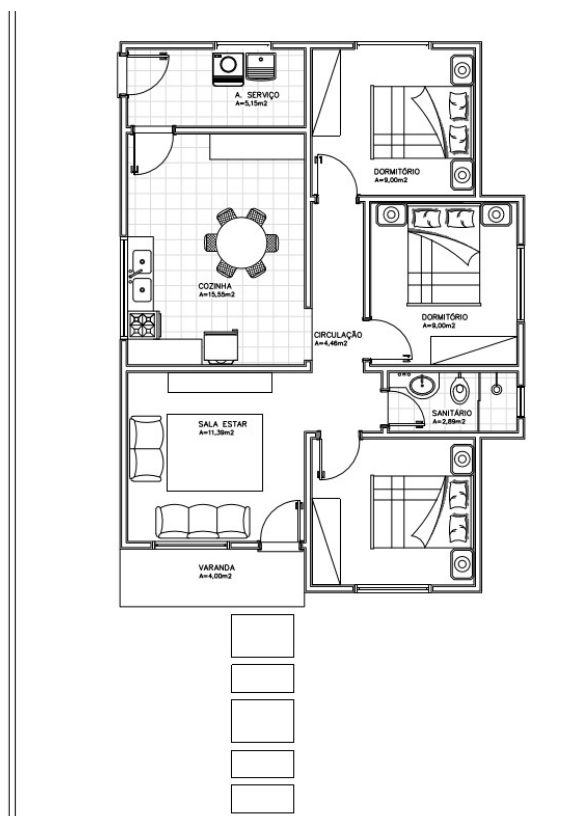 A. SERVIÇO
A=5,15m2
DORMITÓRIO
A=9,00m2
COZINHA
A=15,55m2
DORMITÓRIO
A=9,00m2
CIRCULAÇÃO
A=4,46m2
SANITÁRIO
A=2,89m2
SALA ESTAR
A=11,39m2
VARANDA
A=4,00m2